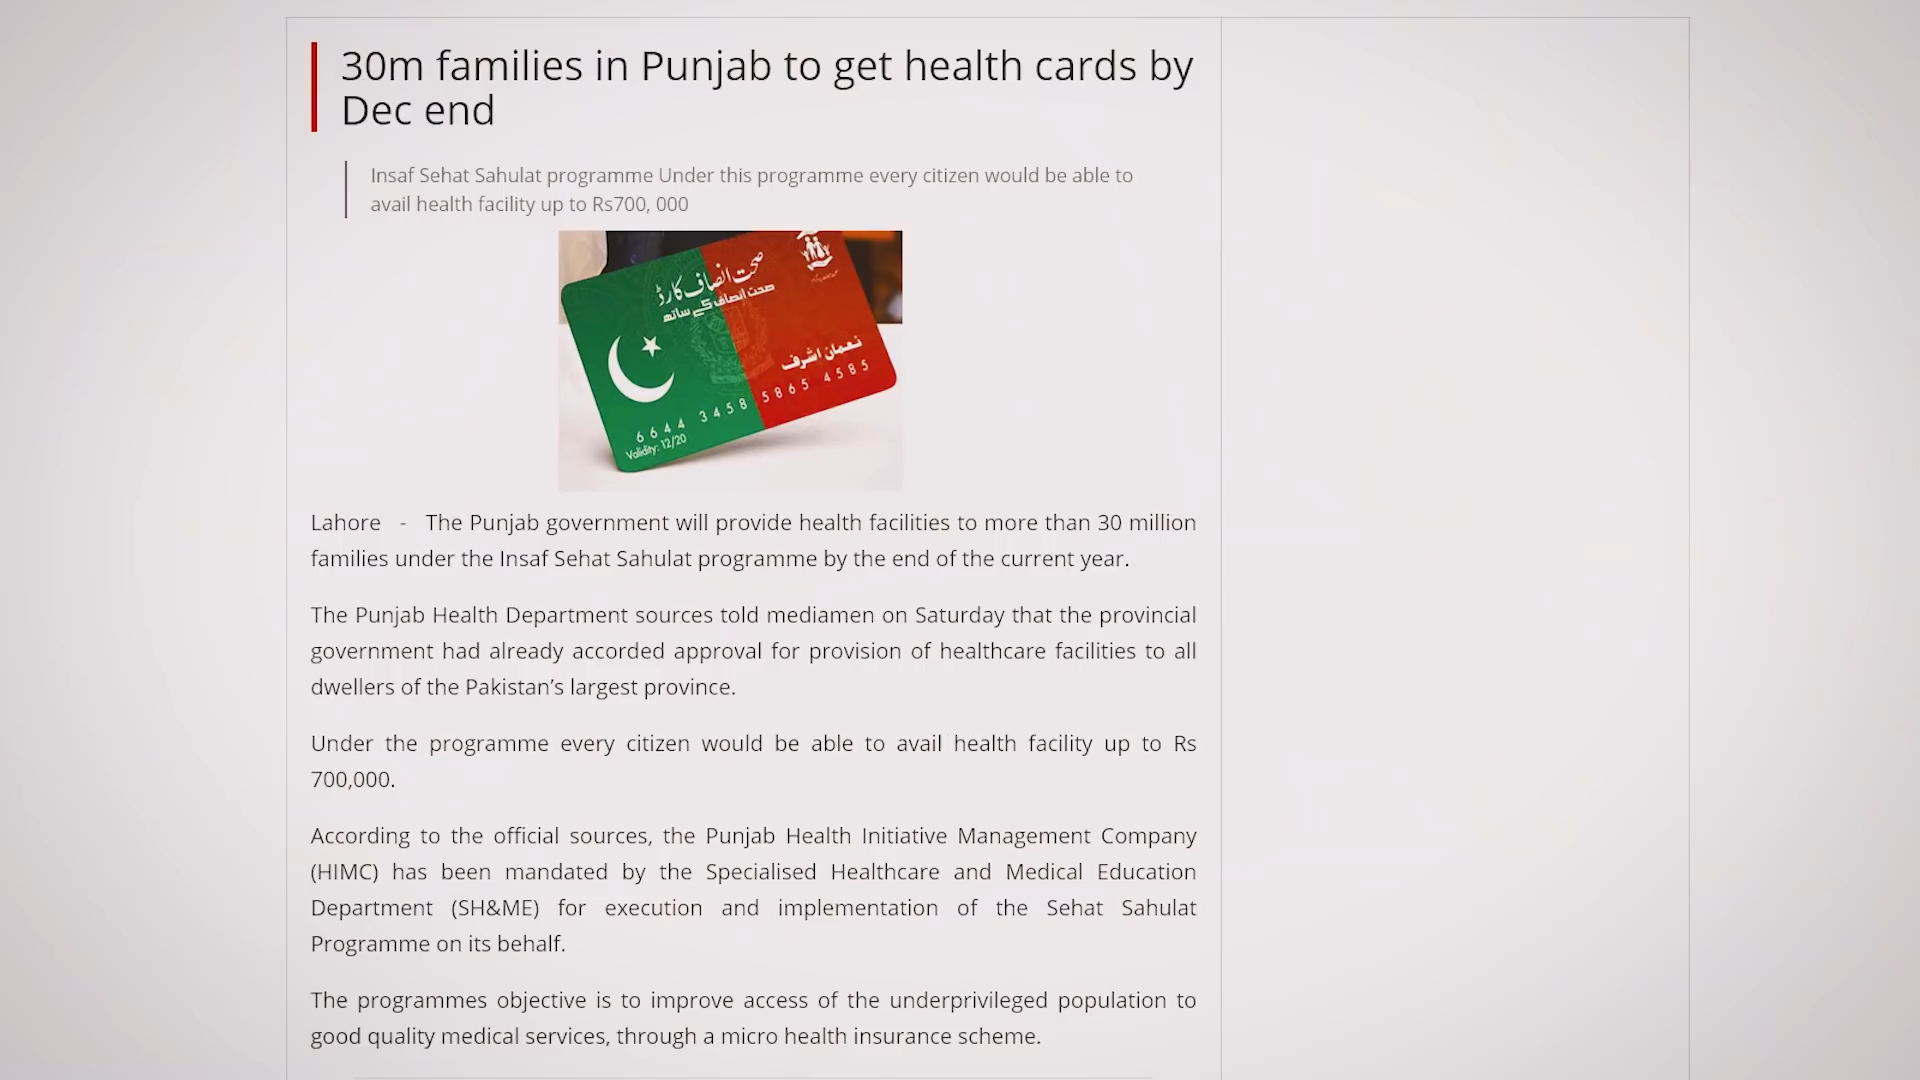 30m families in Punjab to get health cards by
Dec end
Insaf Sehat Sahulat programme Under this programme every citizen would be able to
avail health facility up to Rs700, 000
صحت انصاف کارڈ
صحت انصاف کے ساتھ
نعمان اشرف
6644 3458 5865 4585
Validity: 12/20
Lahore - The Punjab government will provide health facilities to more than 30 million
families under the Insaf Sehat Sahulat programme by the end of the current year.
The Punjab Health Department sources told mediamen on Saturday that the provincial
government had already accorded approval for provision of healthcare facilities to all
dwellers of the Pakistan’s largest province.
Under the programme every citizen would be able to avail health facility up to Rs
700,000.
According to the official sources, the Punjab Health Initiative Management Company
(HIMC) has been mandated by the Specialised Healthcare and Medical Education
Department (SH&ME) for execution and implementation of the Sehat Sahulat
Programme on its behalf.
The programmes objective is to improve access of the underprivileged population to
good quality medical services, through a micro health insurance scheme.